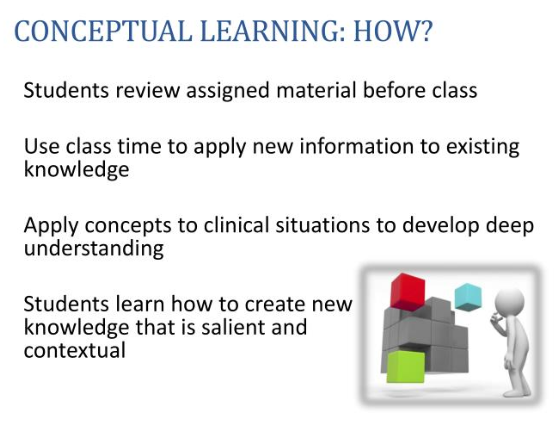 CONCEPTUAL LEARNING: HOW?
Students review assigned material before class
Use class time to apply new information to existing
knowledge
Apply concepts to clinical situations to develop deep
understanding
Students learn how to create new
knowledge that is salient and
contextual